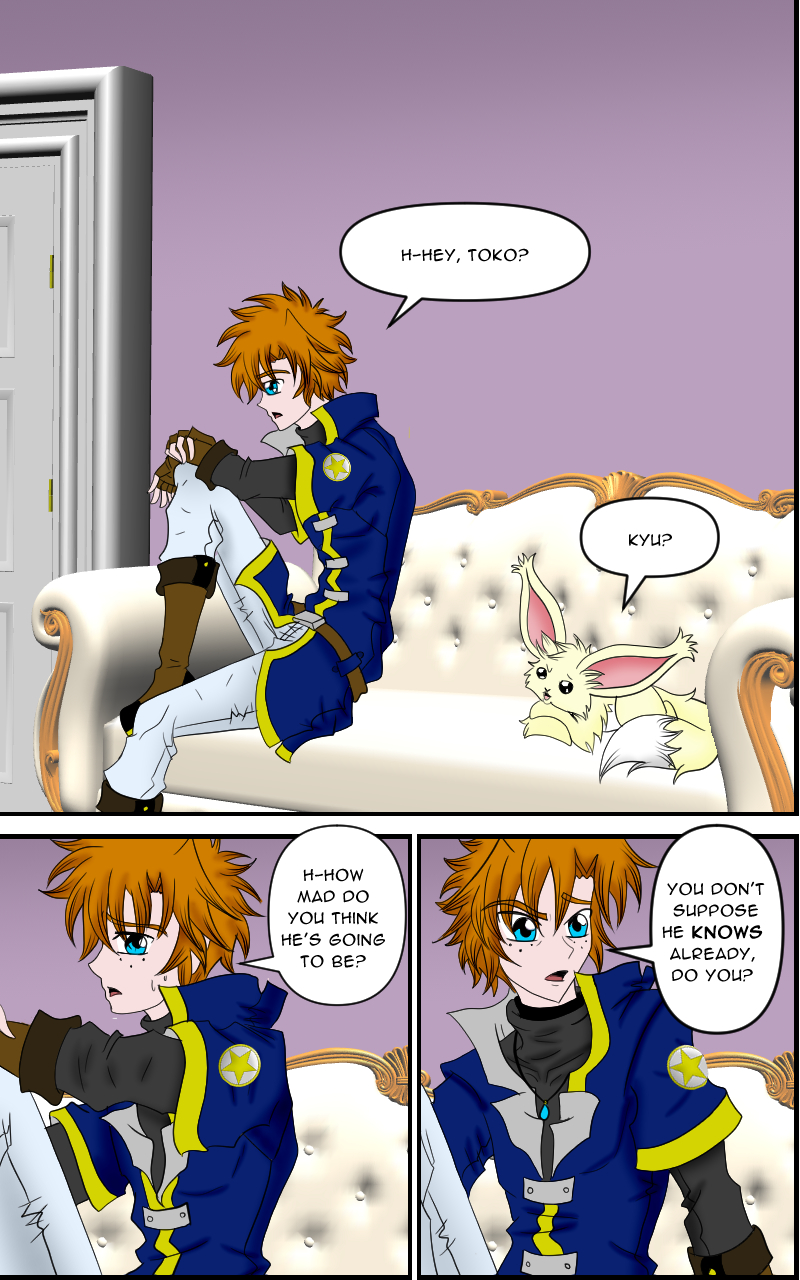 H-HEY, TOKO?
KYU?
H-HOW
MAD DO
YOU THINK
HE'S GOING
TO BE?
YOU DON'T
SUPPOSE
HE KNOWS
ALREADY,
DO YOU?